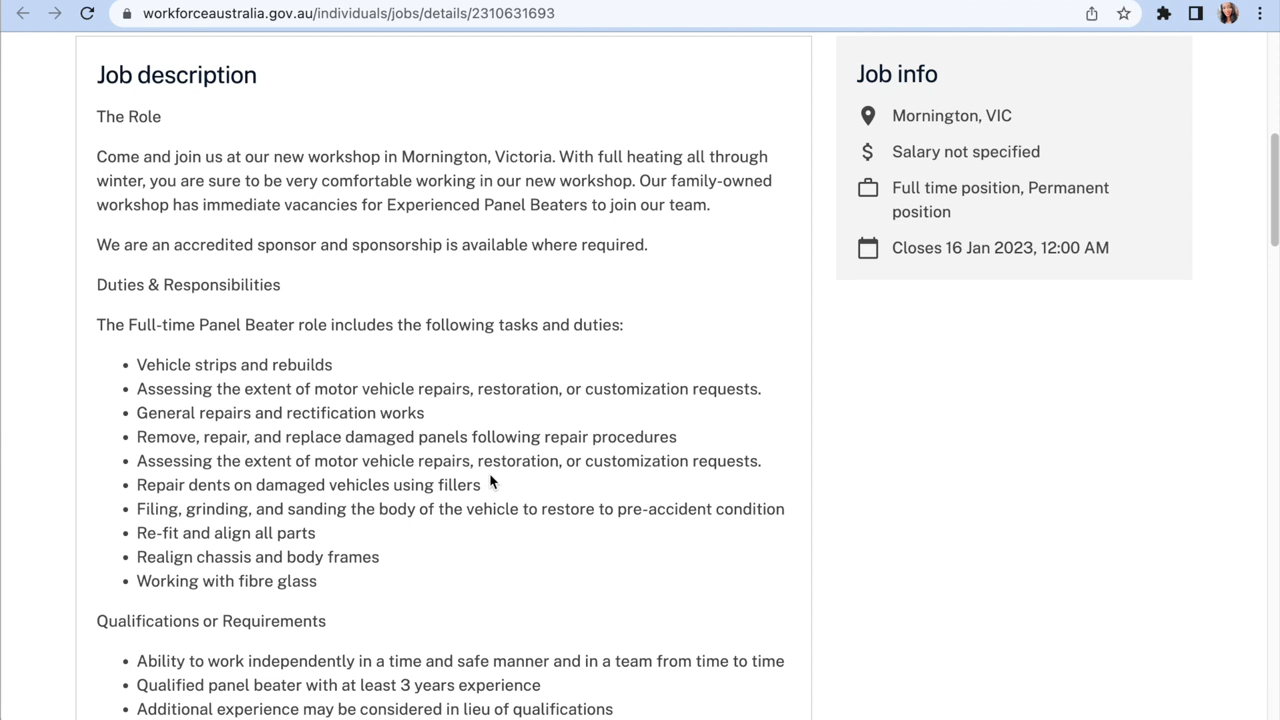 workforceaustralia.gov.au/individuals/jobs/details/2310631693
Job description
The Role
Come and join us at our new workshop in Mornington, Victoria. With full heating all through
winter, you are sure to be very comfortable working in our new workshop. Our family-owned
workshop has immediate vacancies for Experienced Panel Beaters to join our team.
We are an accredited sponsor and sponsorship is available where required.
Duties & Responsibilities
The Full-time Panel Beater role includes the following tasks and duties:
• Vehicle strips and rebuilds
• Assessing the extent of motor vehicle repairs, restoration, or customization requests.
• General repairs and rectification works
• Remove, repair, and replace damaged panels following repair procedures
• Assessing the extent of motor vehicle repairs, restoration, or customization requests.
• Repair dents on damaged vehicles using fillers
• Filing, grinding, and sanding the body of the vehicle to restore to pre-accident condition
• Re-fit and align all parts
• Realign chassis and body frames
• Working with fibre glass
Qualifications or Requirements
• Ability to work independently in a time and safe manner and in a team from time to time
• Qualified panel beater with at least 3 years experience
• Additional experience may be considered in lieu of qualifications
Job info
Mornington, VIC
Salary not specified
Full time position, Permanent
position
Closes 16 Jan 2023, 12:00 AM